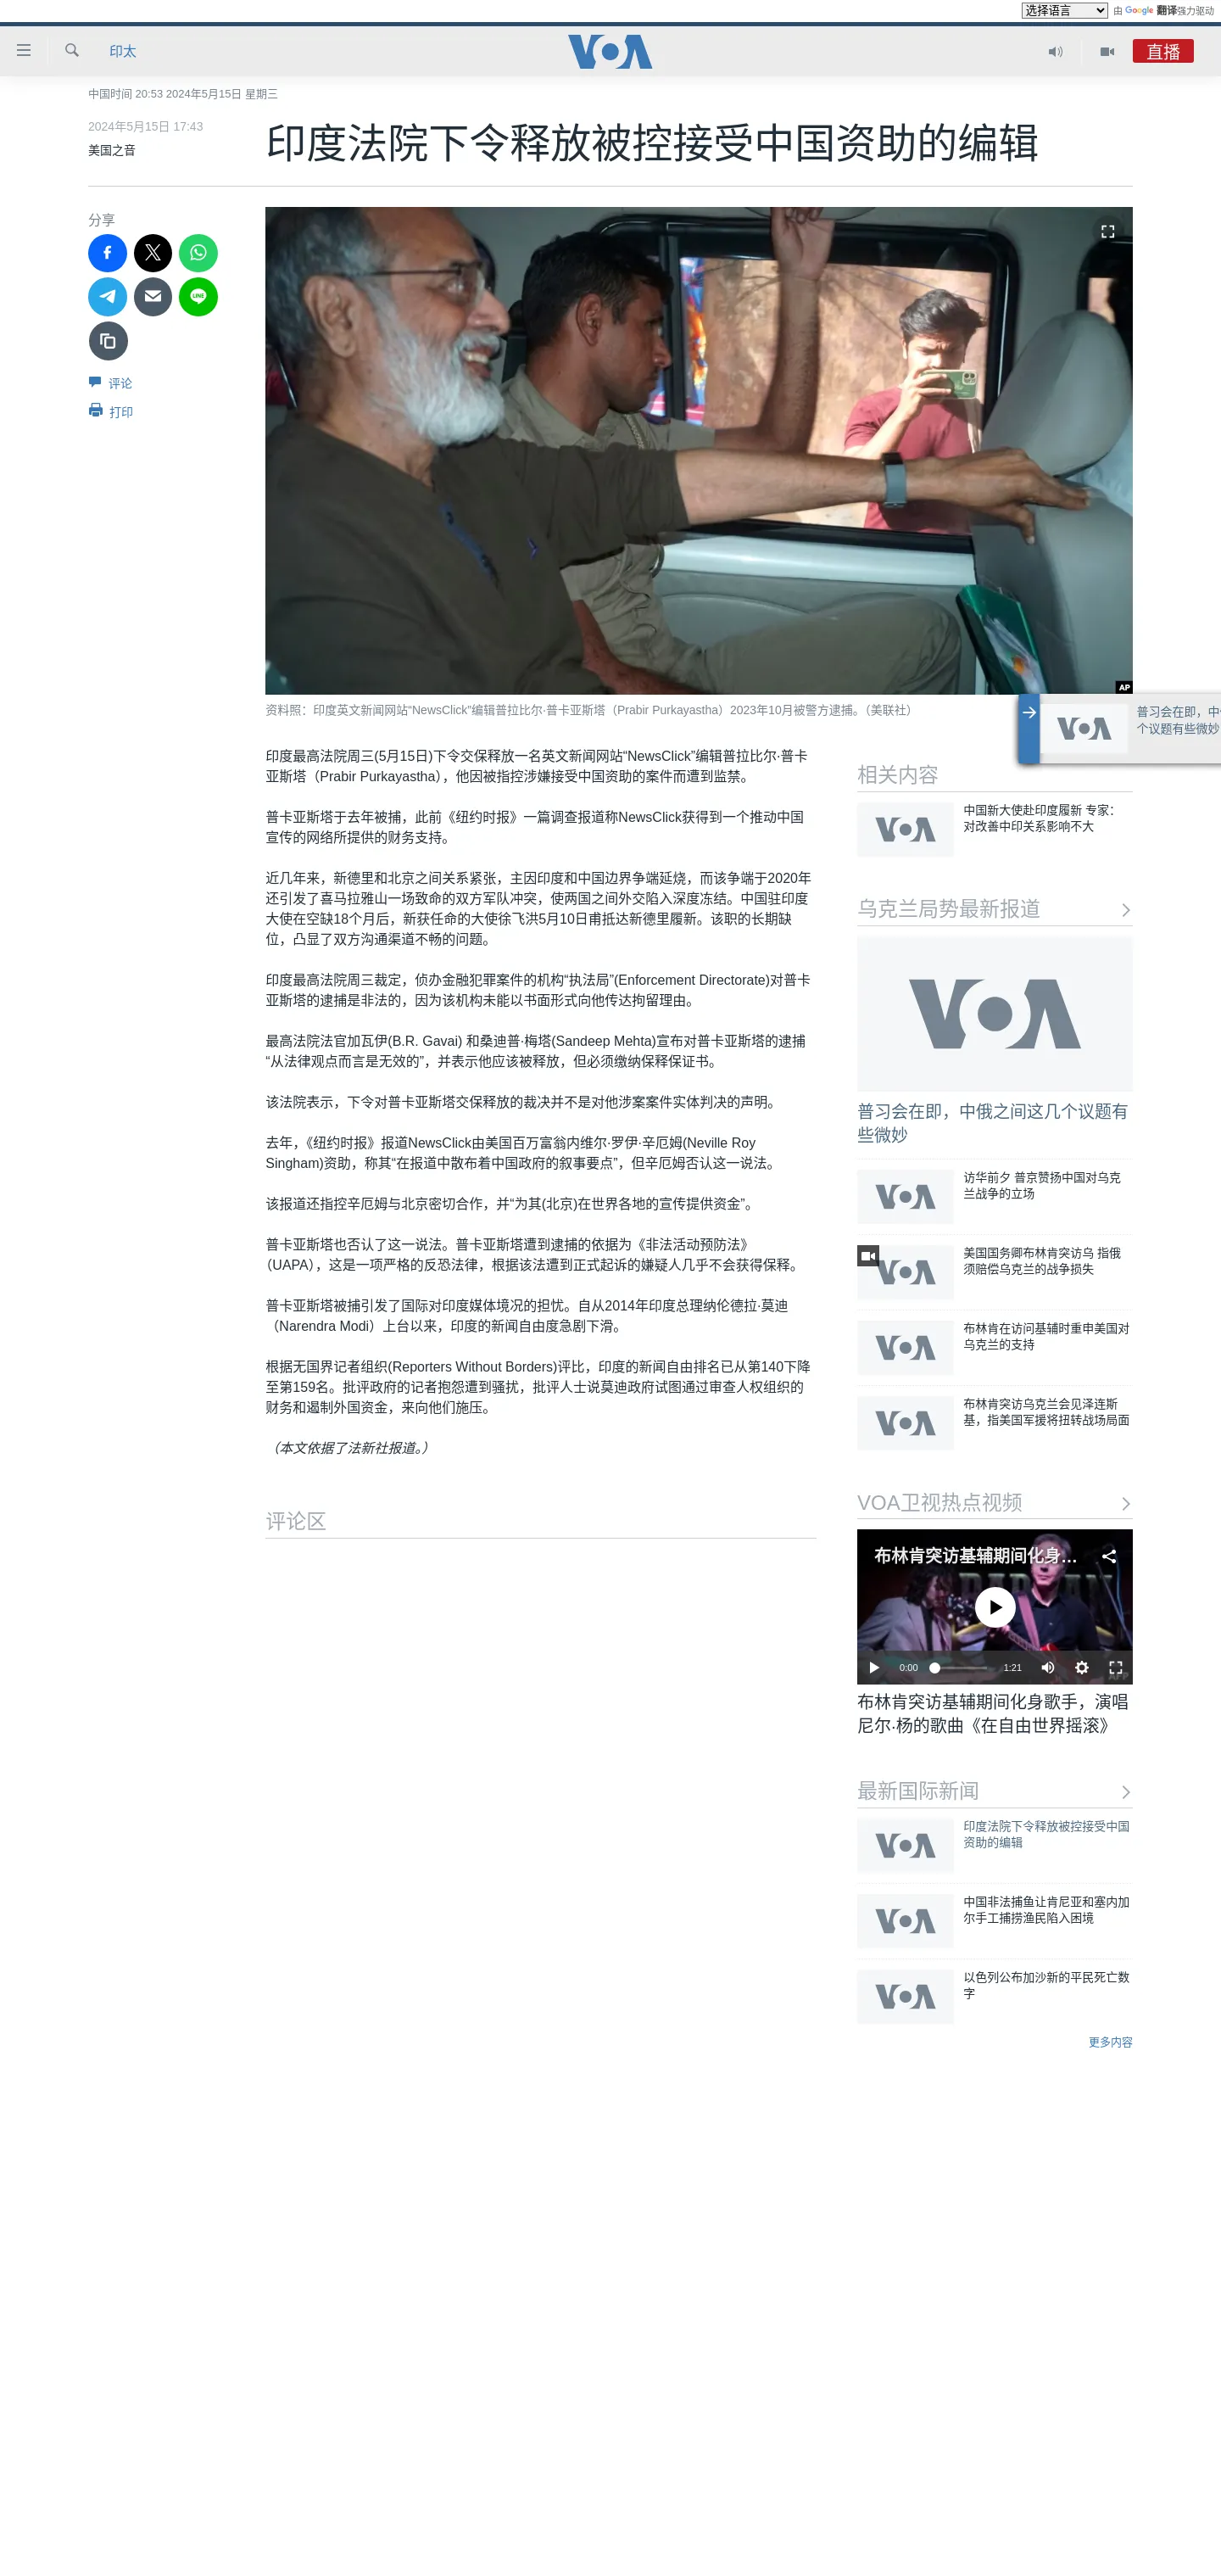 选择语言 由 Google 翻译强力驱动
印太
VOA
直播
中国时间 20:53 2024年5月15日 星期三
2024年5月15日 17:43
美国之音
印度法院下令释放被控接受中国资助的编辑
分享
LINE
评论
打印
AP
资料照：印度英文新闻网站“NewsClick”编辑普拉比尔·普卡亚斯塔（Prabir Purkayastha）2023年10月被警方逮捕。（美联社）
VOA
普习会在即，中
个议题有些微妙
印度最高法院周三(5月15日)下令交保释放一名英文新闻网站“NewsClick”编辑普拉比尔·普卡
亚斯塔（Prabir Purkayastha），他因被指控涉嫌接受中国资助的案件而遭到监禁。
普卡亚斯塔于去年被捕，此前《纽约时报》一篇调查报道称NewsClick获得到一个推动中国
宣传的网络所提供的财务支持。
近几年来，新德里和北京之间关系紧张，主因印度和中国边界争端延烧，而该争端于2020年
还引发了喜马拉雅山一场致命的双方军队冲突，使两国之间外交陷入深度冻结。中国驻印度
大使在空缺18个月后，新获任命的大使徐飞洪5月10日甫抵达新德里履新。该职的长期缺
位，凸显了双方沟通渠道不畅的问题。
印度最高法院周三裁定，侦办金融犯罪案件的机构“执法局”(Enforcement Directorate)对普卡
亚斯塔的逮捕是非法的，因为该机构未能以书面形式向他传达拘留理由。
最高法院法官加瓦伊(B.R. Gavai) 和桑迪普·梅塔(Sandeep Mehta)宣布对普卡亚斯塔的逮捕
“从法律观点而言是无效的”，并表示他应该被释放，但必须缴纳保释保证书。
该法院表示，下令对普卡亚斯塔交保释放的裁决并不是对他涉案案件实体判决的声明。
去年，《纽约时报》报道NewsClick由美国百万富翁内维尔·罗伊·辛厄姆(Neville Roy
Singham)资助，称其“在报道中散布着中国政府的叙事要点”，但辛厄姆否认这一说法。
该报道还指控辛厄姆与北京密切合作，并“为其(北京)在世界各地的宣传提供资金”。
普卡亚斯塔也否认了这一说法。普卡亚斯塔遭到逮捕的依据为《非法活动预防法》
（UAPA），这是一项严格的反恐法律，根据该法遭到正式起诉的嫌疑人几乎不会获得保释。
普卡亚斯塔被捕引发了国际对印度媒体境况的担忧。自从2014年印度总理纳伦德拉·莫迪
（Narendra Modi）上台以来，印度的新闻自由度急剧下滑。
根据无国界记者组织(Reporters Without Borders)评比，印度的新闻自由排名已从第140下降
至第159名。批评政府的记者抱怨遭到骚扰，批评人士说莫迪政府试图通过审查人权组织的
财务和遏制外国资金，来向他们施压。
（本文依据了法新社报道。）
评论区
相关内容
VOA
中国新大使赴印度履新 专家：
对改善中印关系影响不大
乌克兰局势最新报道
VOA
普习会在即，中俄之间这几个议题有
些微妙
VOA
访华前夕 普京赞扬中国对乌克
兰战争的立场
VOA
美国国务卿布林肯突访乌 指俄
须赔偿乌克兰的战争损失
VOA
布林肯在访问基辅时重申美国对
乌克兰的支持
VOA
布林肯突访乌克兰会见泽连斯
基，指美国军援将扭转战场局面
VOA卫视热点视频
布林肯突访基辅期间化身...
0:00 1:21
布林肯突访基辅期间化身歌手，演唱
尼尔·杨的歌曲《在自由世界摇滚》
最新国际新闻
VOA
印度法院下令释放被控接受中国
资助的编辑
VOA
中国非法捕鱼让肯尼亚和塞内加
尔手工捕捞渔民陷入困境
VOA
以色列公布加沙新的平民死亡数
字
更多内容